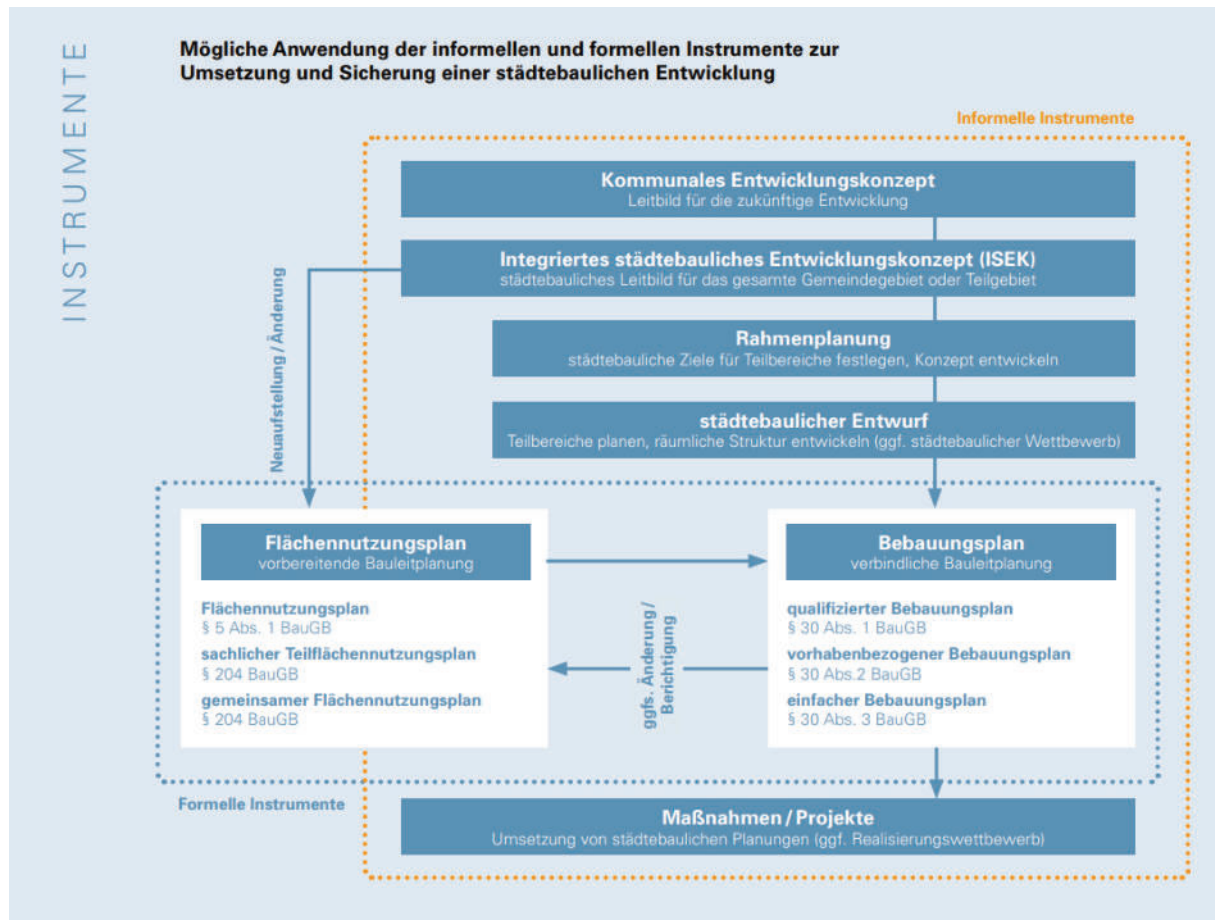 INSTRUMENTE
Mögliche Anwendung der informellen und formellen Instrumente zur
Umsetzung und Sicherung einer städtebaulichen Entwicklung
Informelle Instrumente
Kommunales Entwicklungskonzept
Leitbild für die zukünftige Entwicklung
Integriertes städtebauliches Entwicklungskonzept (ISEK)
städtebauliches Leitbild für das gesamte Gemeindegebiet oder Teilgebiet
Neuaufstellung / Änderung
Rahmenplanung
städtebauliche Ziele für Teilbereiche festlegen, Konzept entwickeln
städtebaulicher Entwurf
Teilbereiche planen, räumliche Struktur entwickeln (ggf. städtebaulicher Wettbewerb)
Flächennutzungsplan
vorbereitende Bauleitplanung
Flächennutzungsplan
§ 5 Abs. 1 BauGB
sachlicher Teilflächennutzungsplan
§ 204 BauGB
gemeinsamer Flächennutzungsplan
§ 204 BauGB
ggfs. Änderung /
Berichtigung
Bebauungsplan
verbindliche Bauleitplanung
qualifizierter Bebauungsplan
§ 30 Abs. 1 BauGB
vorhabenbezogener Bebauungsplan
§ 30 Abs.2 BauGB
einfacher Bebauungsplan
§ 30 Abs. 3 BauGB
Formelle Instrumente
Maßnahmen / Projekte
Umsetzung von städtebaulichen Planungen (ggf. Realisierungswettbewerb)